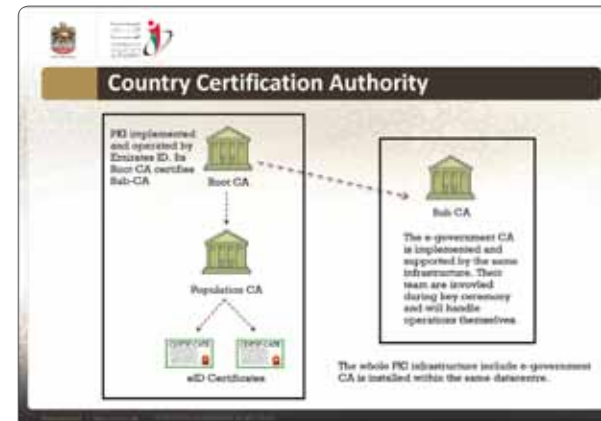 Country Certification Authority
PKI implemented
and operated by
Emirates ID. Its
Root CA certifies
Sub-CA
Root CA
Population CA
CERTIFICATE
CERTIFICATE
eID Certificates
Sub CA
The e-government CA
is implemented and
supported by the same
infrastructure. Their
team are invovled
during key ceremony
and will handle
operations themselves
The whole PKI infrastructure include e-government
CA is installed within the same datacentre.